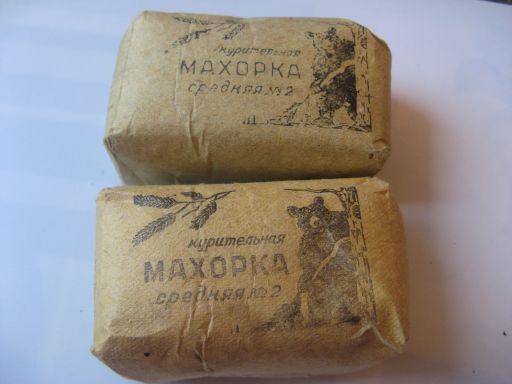 курительная
МАХОРКА
средняя №2
курительная
МАХОРКА
средняя №2